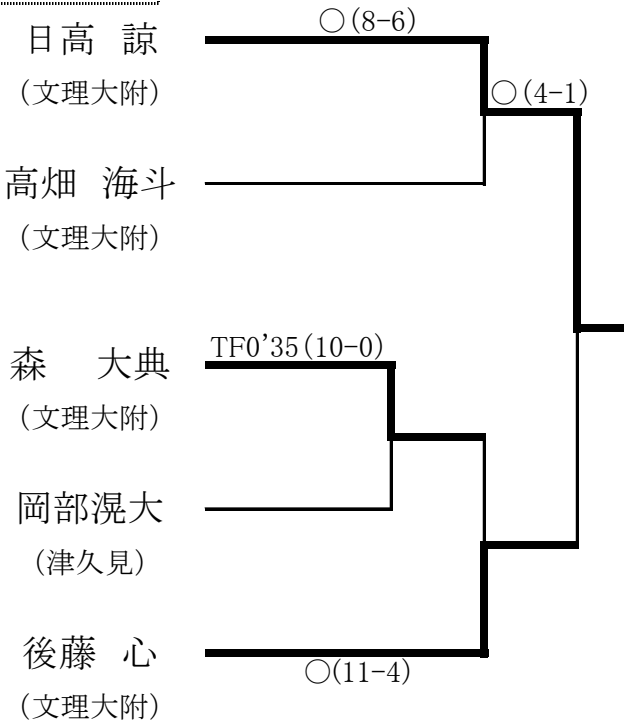 ○(8-6)
日高 諒
(文理大附)
○(4-1)
高畑 海斗
(文理大附)
TF0'35(10-0)
森 大典
(文理大附)
岡部滉大
(津久見)
後藤 心
○(11-4)
(文理大附)